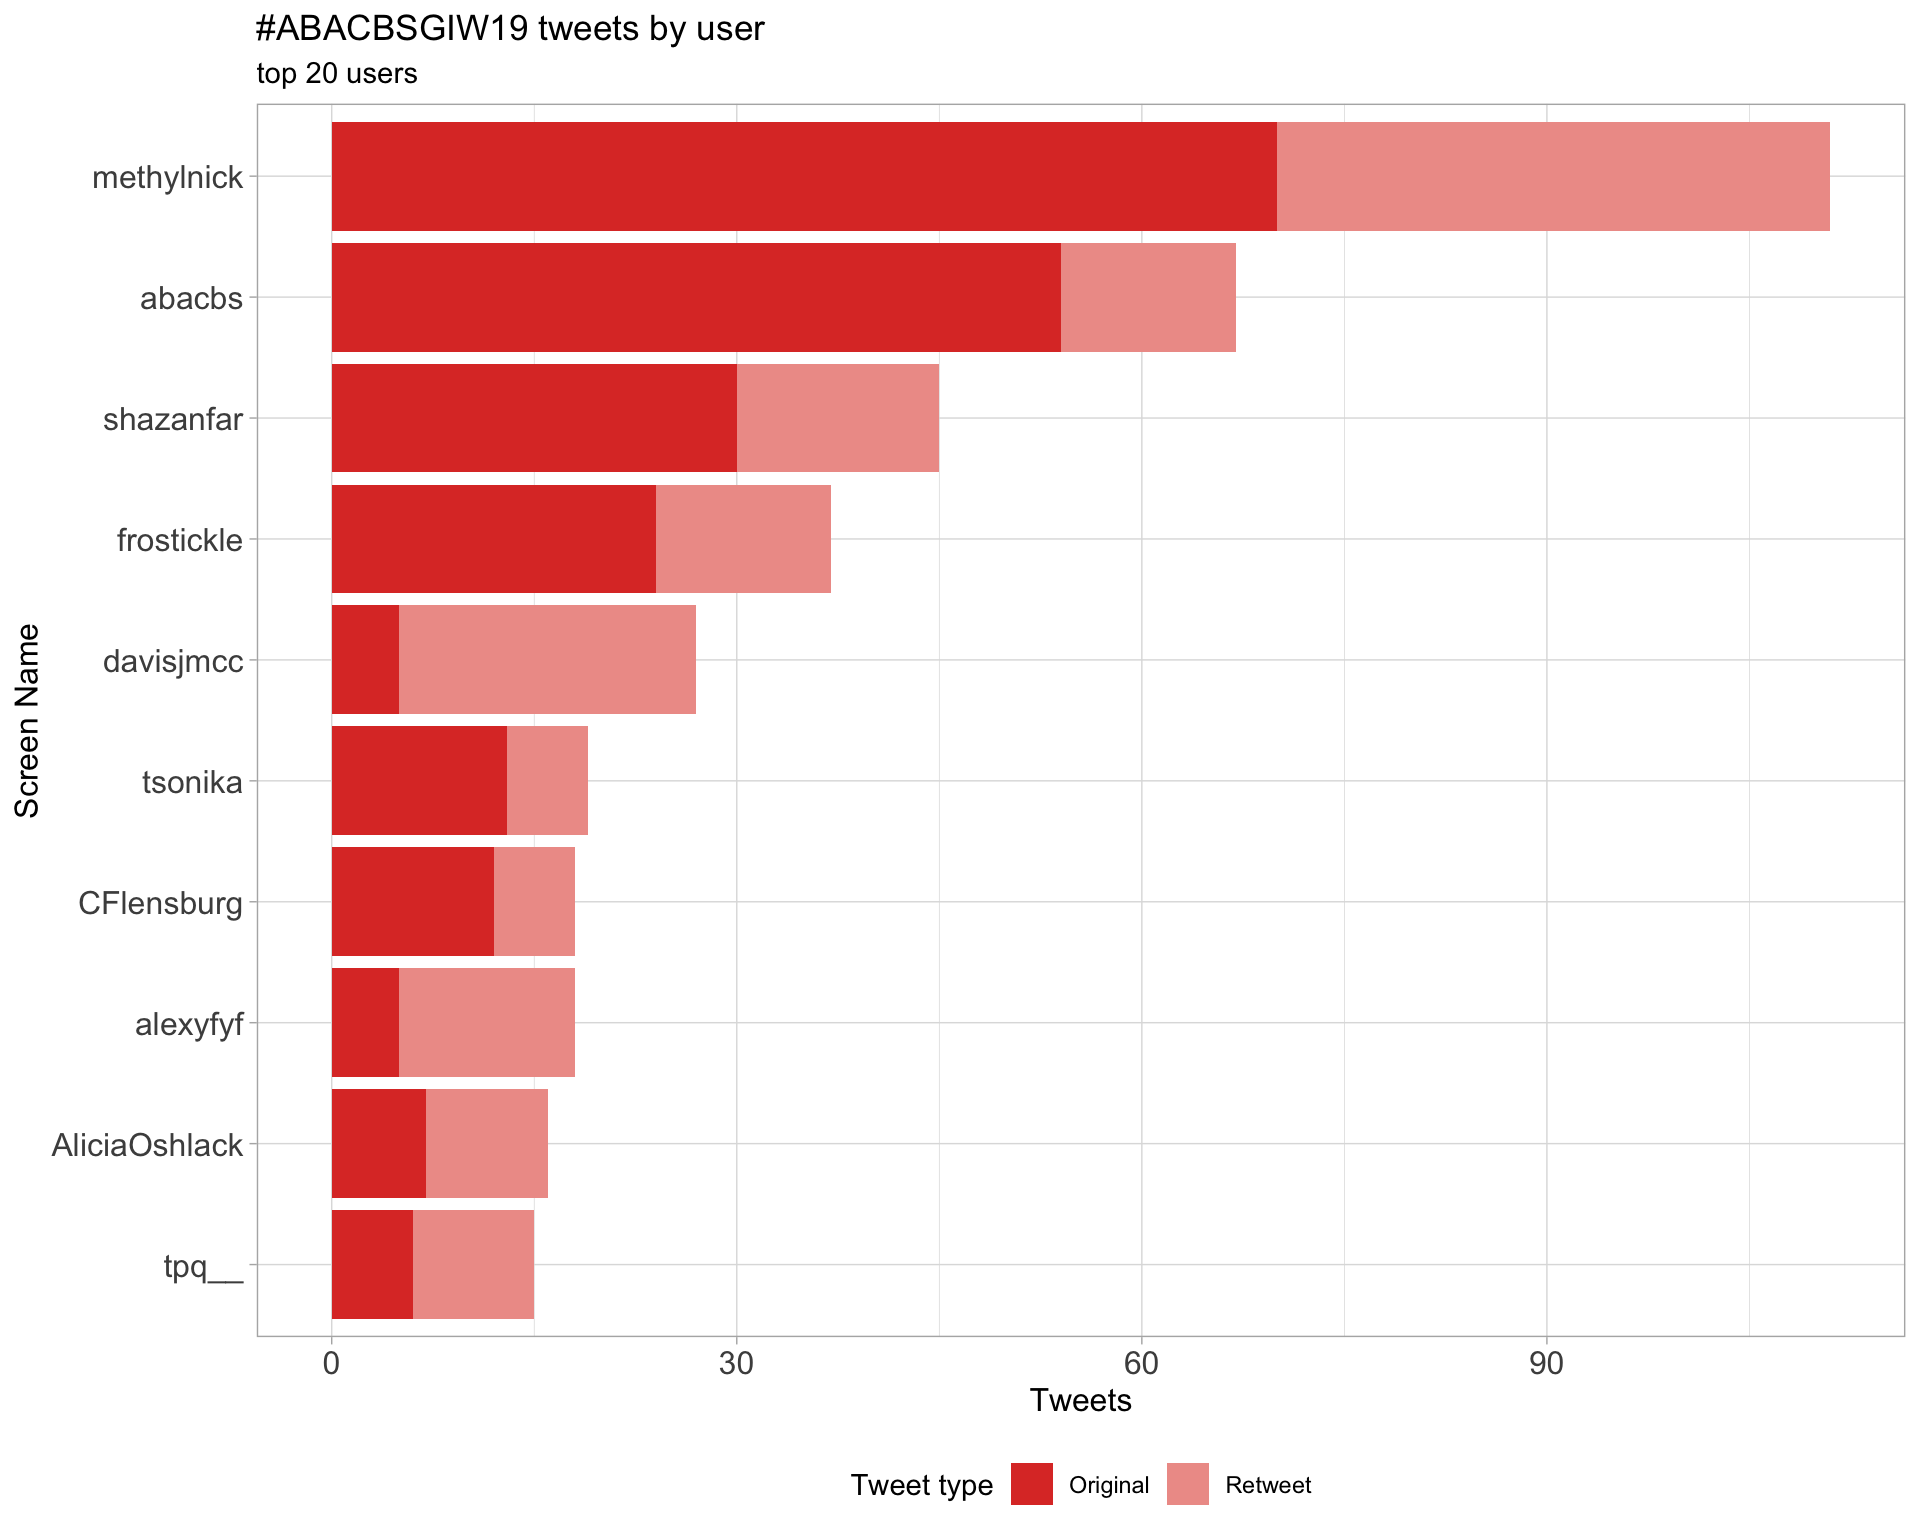 #ABACBSGIW19 tweets by user
top 20 users
Screen Name
methylnick
abacbs
shazanfar
frostickle
davisjmcc
tsonika
CFlensburg
alexyfyf
AliciaOshlack
tpq__
0 30 60 90
Tweets
Tweet type Original Retweet